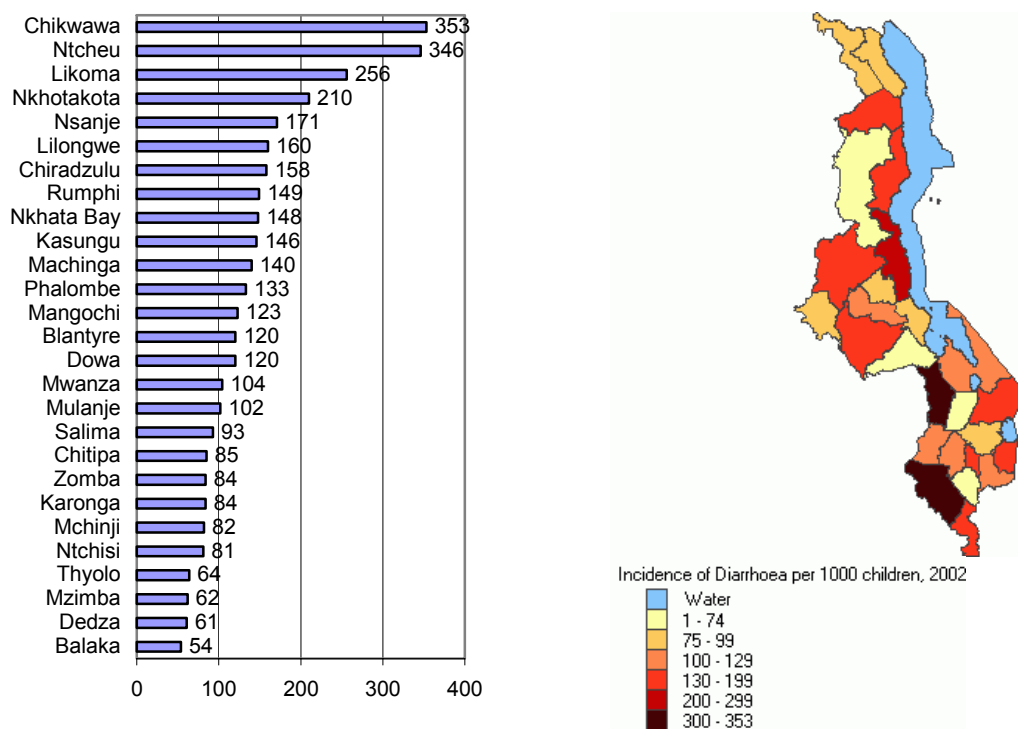 Chikwawa 353
Ntcheu 346
Likoma 256
Nkhotakota 210
Nsanje 171
Lilongwe 160
Chiradzulu 158
Rumphi 149
Nkhata Bay 148
Kasungu 146
Machinga 140
Phalombe 133
Mangochi 123
Blantyre 120
Dowa 120
Mwanza 104
Mulanje 102
Salima 93
Chitipa 85
Zomba 84
Karonga 84
Mchinji 82
Ntchisi 81
Thyolo 64
Mzimba 62
Dedza 61
Balaka 54
0 100 200 300 400
Incidence of Diarrhoea per 1000 children, 2002
Water
1 - 74
75 - 99
100 - 129
130 - 199
200 - 299
300 - 353